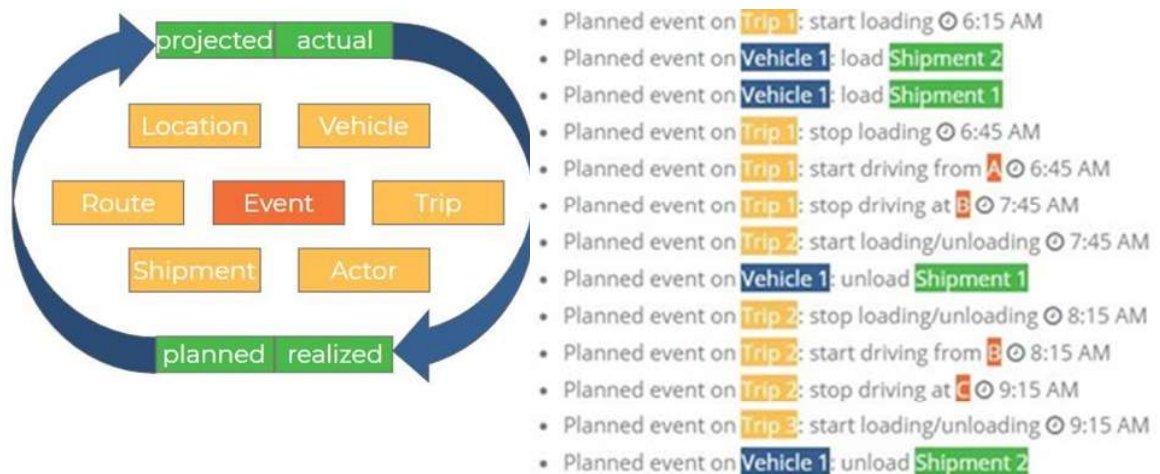 projected actual
Location Vehicle
Route Event Trip
Shipment Actor
planned realized
• Planned event on Trip 1: start loading 6:15 AM
• Planned event on Vehicle 1: load Shipment 2
• Planned event on Vehicle 1: load Shipment 1
• Planned event on Trip 1: stop loading 6:45 AM
• Planned event on Trip 1: start driving from A 6:45 AM
• Planned event on Trip 1: stop driving at B 7:45 AM
• Planned event on Trip 2: start loading/unloading 7:45 AM
• Planned event on Vehicle 1: unload Shipment 1
• Planned event on Trip 2: stop loading/unloading 8:15 AM
• Planned event on Trip 2: start driving from B 8:15 AM
• Planned event on Trip 2: stop driving at C 9:15 AM
• Planned event on Trip 3: start loading/unloading 9:15 AM
• Planned event on Vehicle 1: unload Shipment 2